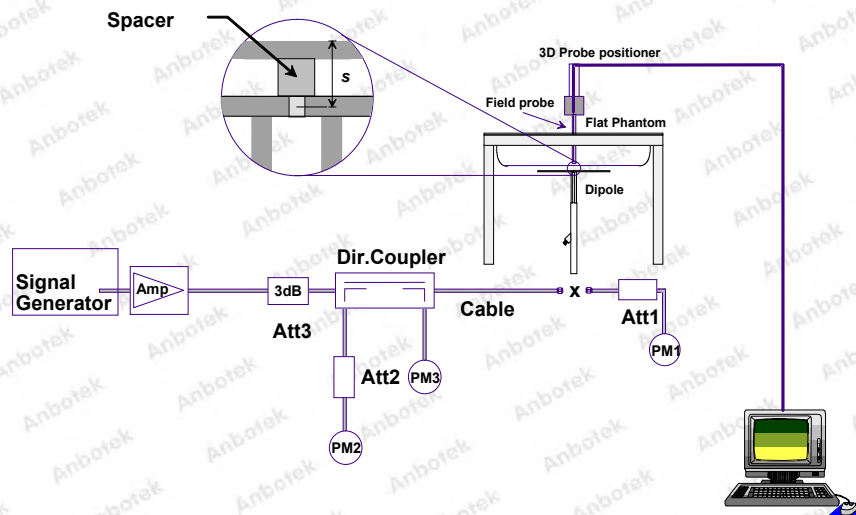 Spacer
s
3D Probe positioner
Field probe
Flat Phantom
Dipole
Signal
Generator
Amp
3dB
Att3
Dir.Coupler
Cable
x
Att1
PM1
Att2
PM3
PM2
Anbotek